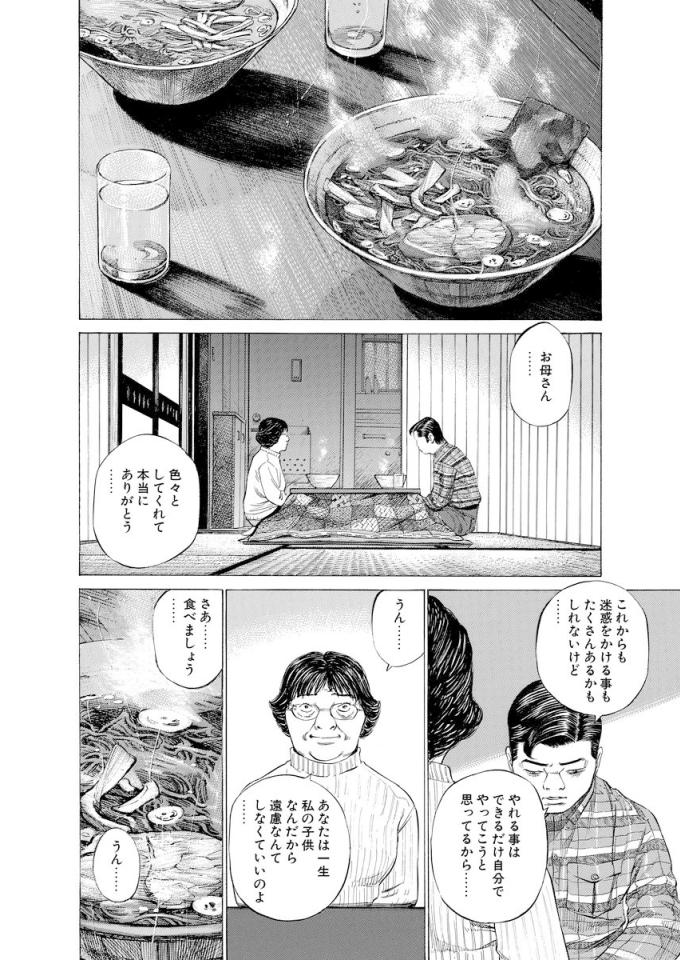 お母さん
……
色々と
してくれて
本当に
ありがとう
……
これからも
迷惑をかける事も
たくさんあるかも
しれないけど
やれる事は
できるだけ自分で
やってこうと
思ってるから……
うん……
あなたは一生
私の子供
なんだから
遠慮なんて
しなくていいのよ
……
さあ……
食べましょう
……
うん……